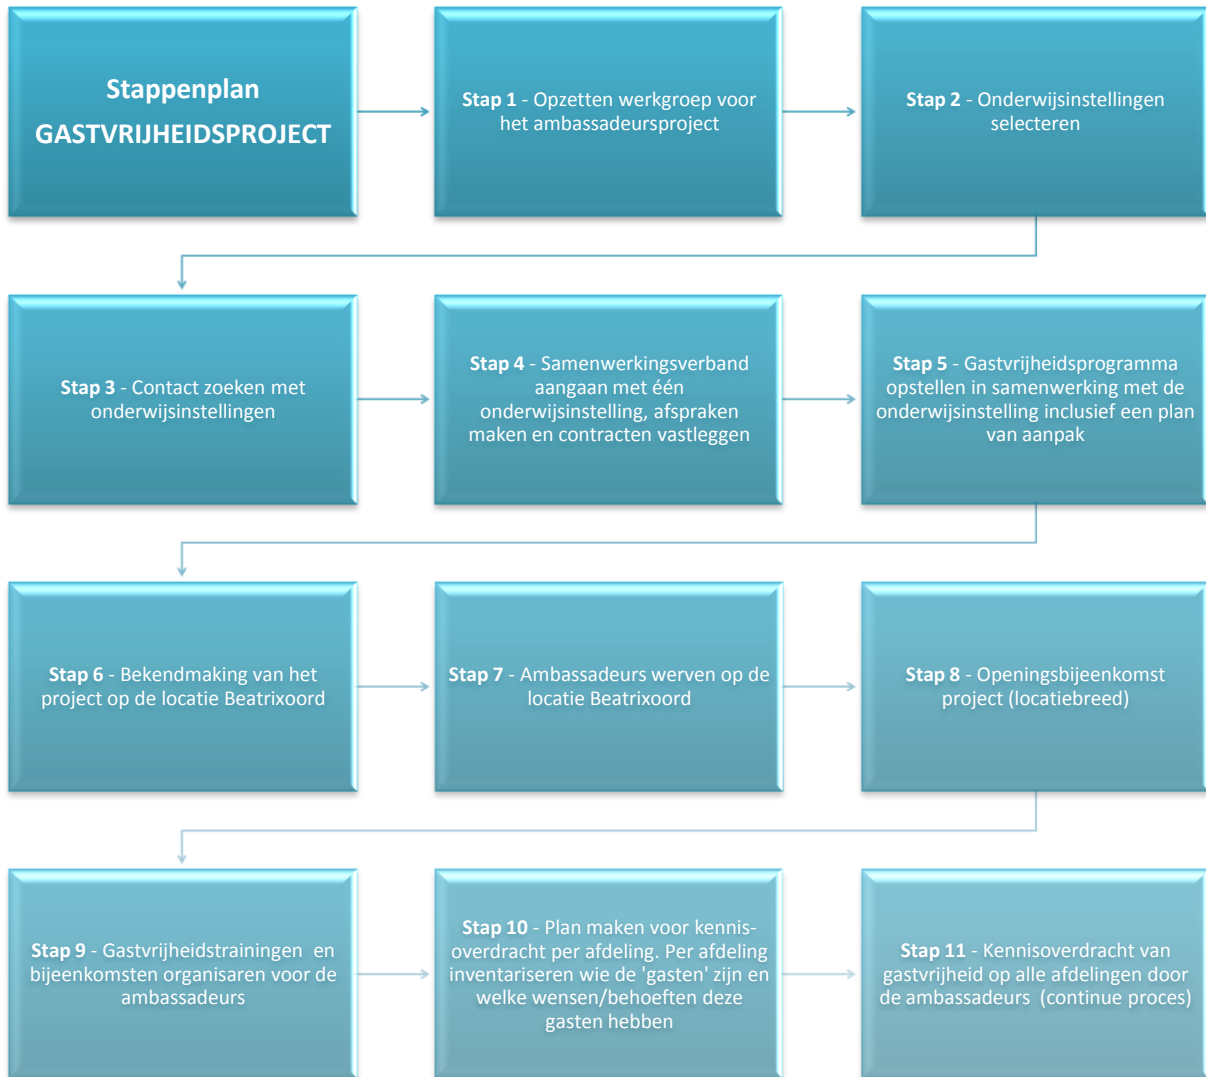 Stappenplan
GASTVRIJHEIDSPROJECT
Stap 1 - Opzetten werkgroep voor
het ambassadeursproject
Stap 2 - Onderwijsinstellingen
selecteren
Stap 3 - Contact zoeken met
onderwijsinstellingen
Stap 4 - Samenwerkingsverband
aangaan met één
onderwijsinstelling, afspraken
maken en contracten vastleggen
Stap 5 - Gastvrijheidsprogramma
opstellen in samenwerking met de
onderwijsinstelling inclusief een plan
van aanpak
Stap 6 - Bekendmaking van het
project op de locatie Beatrixoord
Stap 7 - Ambassadeurs werven op de
locatie Beatrixoord
Stap 8 - Openingsbijeenkomst
project (locatiebreed)
Stap 9 - Gastvrijheidstrainingen en
bijeenkomsten organisaren voor de
ambassadeurs
Stap 10 - Plan maken voor kennis-
overdracht per afdeling. Per afdeling
inventariseren wie de 'gasten' zijn en
welke wensen/behoeften deze
gasten hebben
Stap 11 - Kennisoverdracht van
gastvrijheid op alle afdelingen door
de ambassadeurs (continue proces)